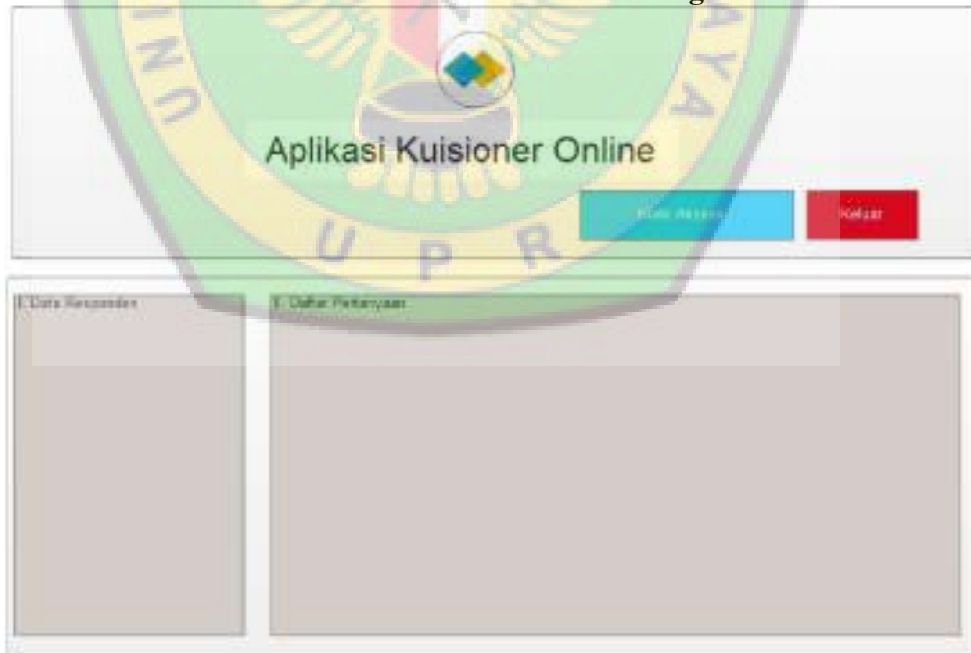 Aplikasi Kuisioner Online
Keluar
I. Data Responden
II. Daftar Pertanyaan
U P R